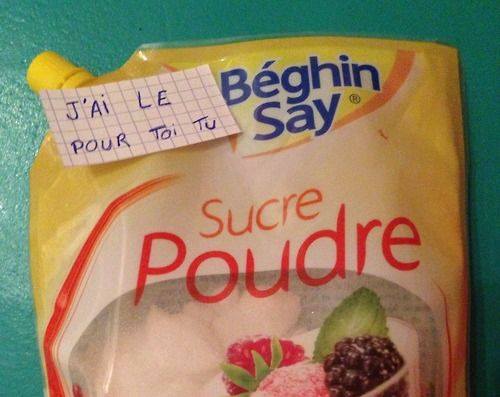 J'Ai LE
POUR Toi TU
Béghin
Say®
Sucre
Poudre